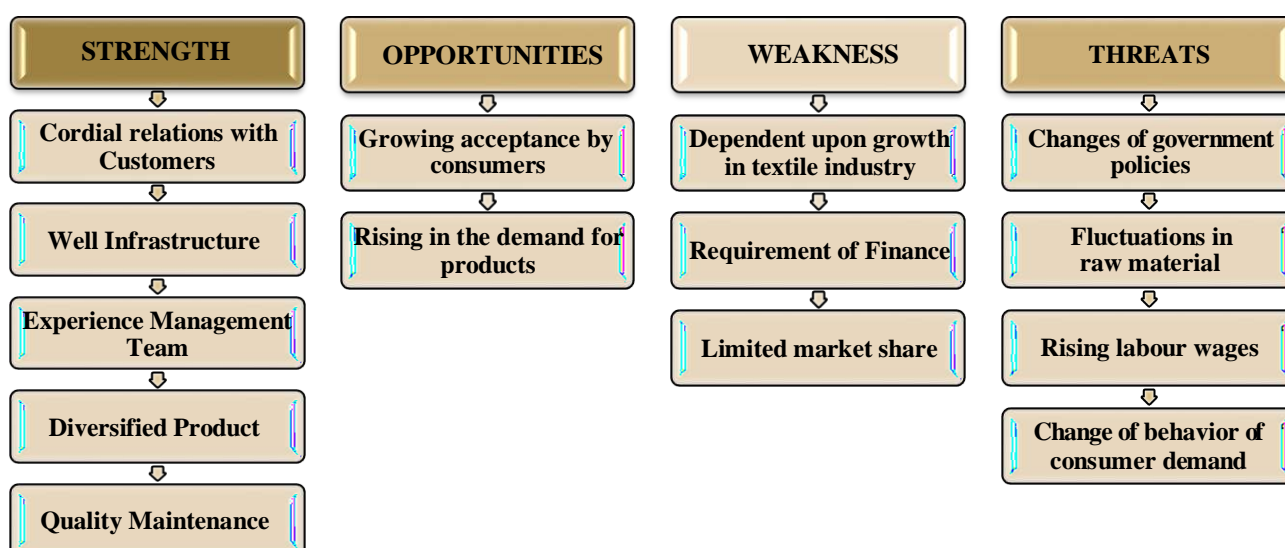 STRENGTH
Cordial relations with
Customers
Well Infrastructure
Experience Management
Team
Diversified Product
Quality Maintenance
OPPORTUNITIES
Growing acceptance by
consumers
Rising in the demand for
products
WEAKNESS
Dependent upon growth
in textile industry
Requirement of Finance
Limited market share
THREATS
Changes of government
policies
Fluctuations in
raw material
Rising labour wages
Change of behavior of
consumer demand